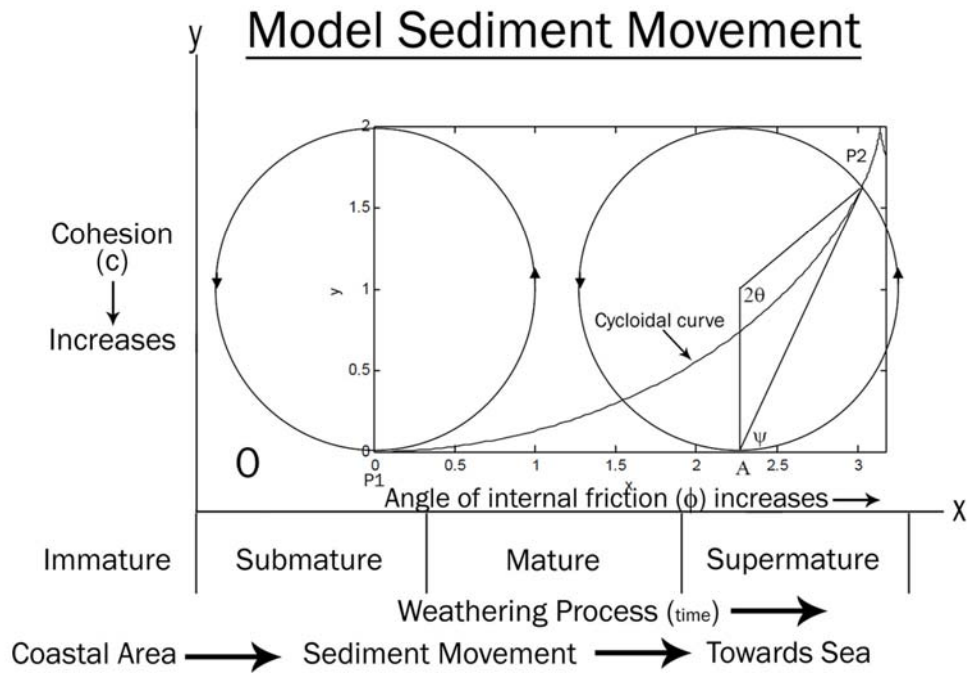 Model Sediment Movement
y
2
P2
1.5
Cohesion
(c)
Increases
y
1
2θ
Cycloidal curve
0.5
ψ
0
O
0
0.5
1
1.5
2
A
2.5
3
P1
x
Angle of internal friction (ϕ) increases
X
Immature
Submature
Mature
Supermature
Weathering Process (time)
Coastal Area
Sediment Movement
Towards Sea